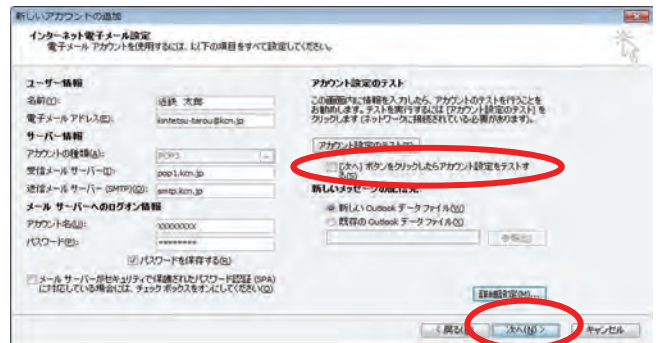 新しいアカウントの追加
インターネット電子メール設定
電子メール アカウントを使用するには、以下の項目をすべて設定してください。
ユーザー情報
名前(Y):
近鉄 太郎
電子メール アドレス(E):
kintetsu-tarou@kcn.jp
サーバー情報
アカウントの種類(A):
POP3
受信メール サーバー(I):
pop1.kcn.jp
送信メール サーバー (SMTP)(O):
smtp.kcn.jp
メール サーバーへのログオン情報
アカウント名(U):
xxxxxxxx
パスワード(P):
********
パスワードを保存する(R)
メール サーバーがセキュリティで保護されたパスワード認証 (SPA)
に対応している場合には、チェック ボックスをオンにしてください(Q)
アカウント設定のテスト
この画面内に情報を入力したら、アカウントのテストを行うことを
お勧めします。テストを実行するには [アカウント設定のテスト] を
クリックします (ネットワークに接続されている必要があります)。
アカウント設定のテスト(T)
[次へ] ボタンをクリックしたらアカウント設定をテストす
る(S)
新しいメッセージの配信先
新しい Outlook データ ファイル(W)
既存の Outlook データ ファイル(X)
参照(S)
詳細設定(M)...
< 戻る(B)
次へ(N) >
キャンセル